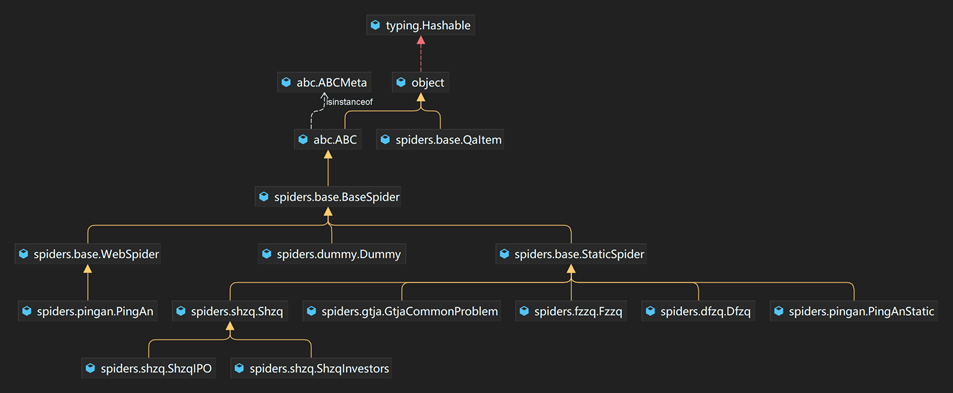 typing.Hashable
abc.ABCMeta
object
isinstanceof
abc.ABC
spiders.base.QaItem
spiders.base.BaseSpider
spiders.base.WebSpider
spiders.dummy.Dummy
spiders.base.StaticSpider
spiders.pingan.PingAn
spiders.shzq.Shzq
spiders.gtja.GtjaCommonProblem
spiders.fzzq.Fzzq
spiders.dfzq.Dfzq
spiders.pingan.PingAnStatic
spiders.shzq.ShzqIPO
spiders.shzq.ShzqInvestors